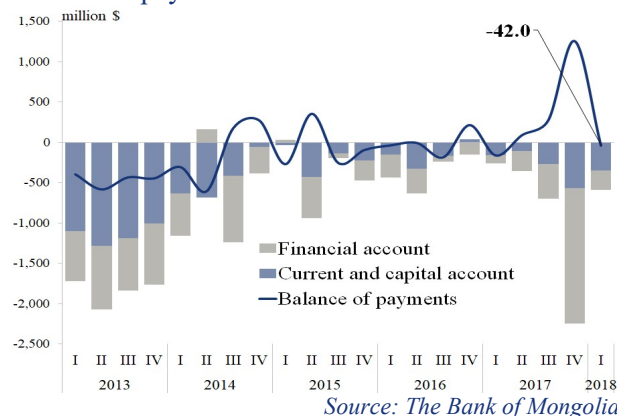 million $
1,500
1,000
500
0
-500
-1,000
-1,500
-2,000
-2,500
-42.0
Financial account
Current and capital account
Balance of payments
I II III IV I II III IV I II III IV I II III IV I II III IV I
2013 2014 2015 2016 2017 2018
Source: The Bank of Mongolia